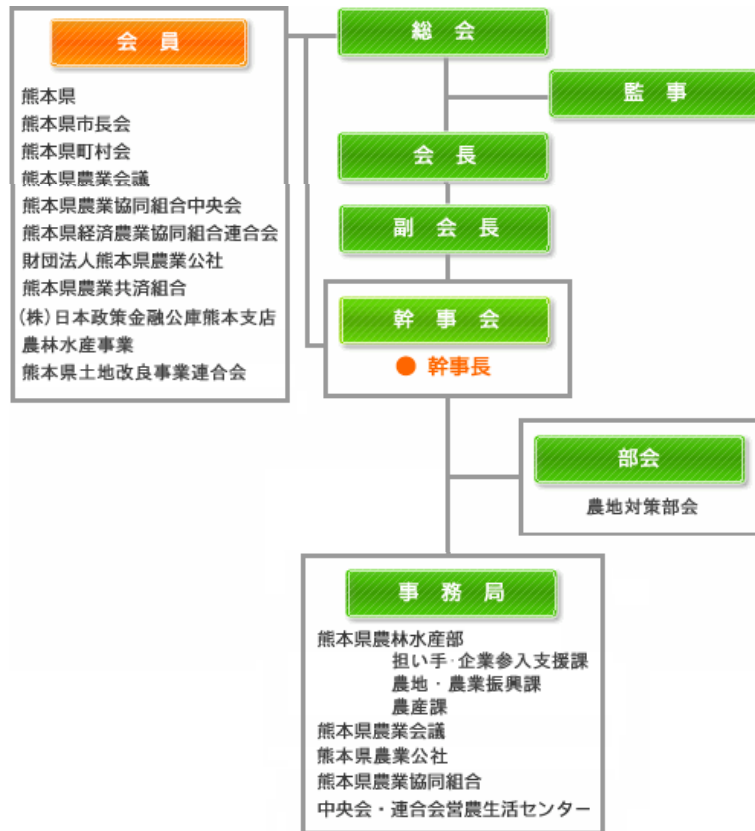 会員
熊本県
熊本県市長会
熊本県町村会
熊本県農業会議
熊本県農業協同組合中央会
熊本県経済農業協同組合連合会
財団法人熊本県農業公社
熊本県農業共済組合
(株)日本政策金融公庫熊本支店
農林水産事業
熊本県土地改良事業連合会
総会
監事
会長
副会長
幹事会
● 幹事長
部会
農地対策部会
事務局
熊本県農林水産部
担い手・企業参入支援課
農地・農業振興課
農産課
熊本県農業会議
熊本県農業公社
熊本県農業協同組合
中央会・連合会営農生活センター